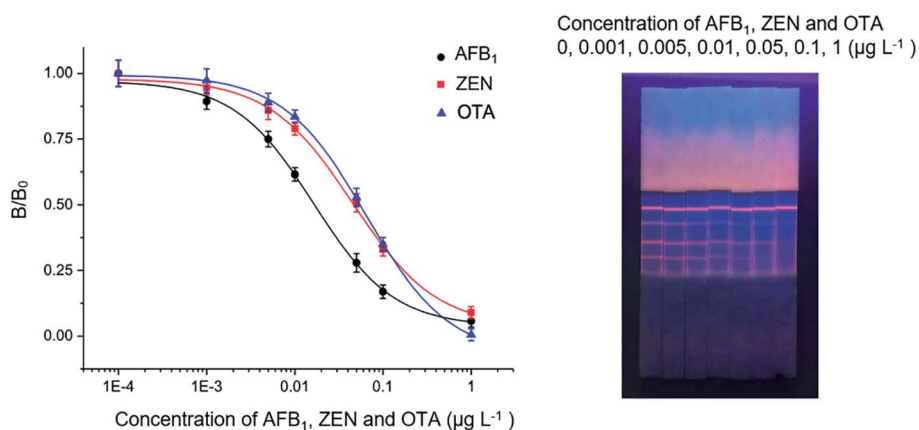 AFB₁
ZEN
OTA
1.00
0.75
0.50
0.25
0.00
B/B₀
1E-4
1E-3
0.01
0.1
1
Concentration of AFB₁, ZEN and OTA (µg L⁻¹)
Concentration of AFB₁, ZEN and OTA
0, 0.001, 0.005, 0.01, 0.05, 0.1, 1 (µg L⁻¹)